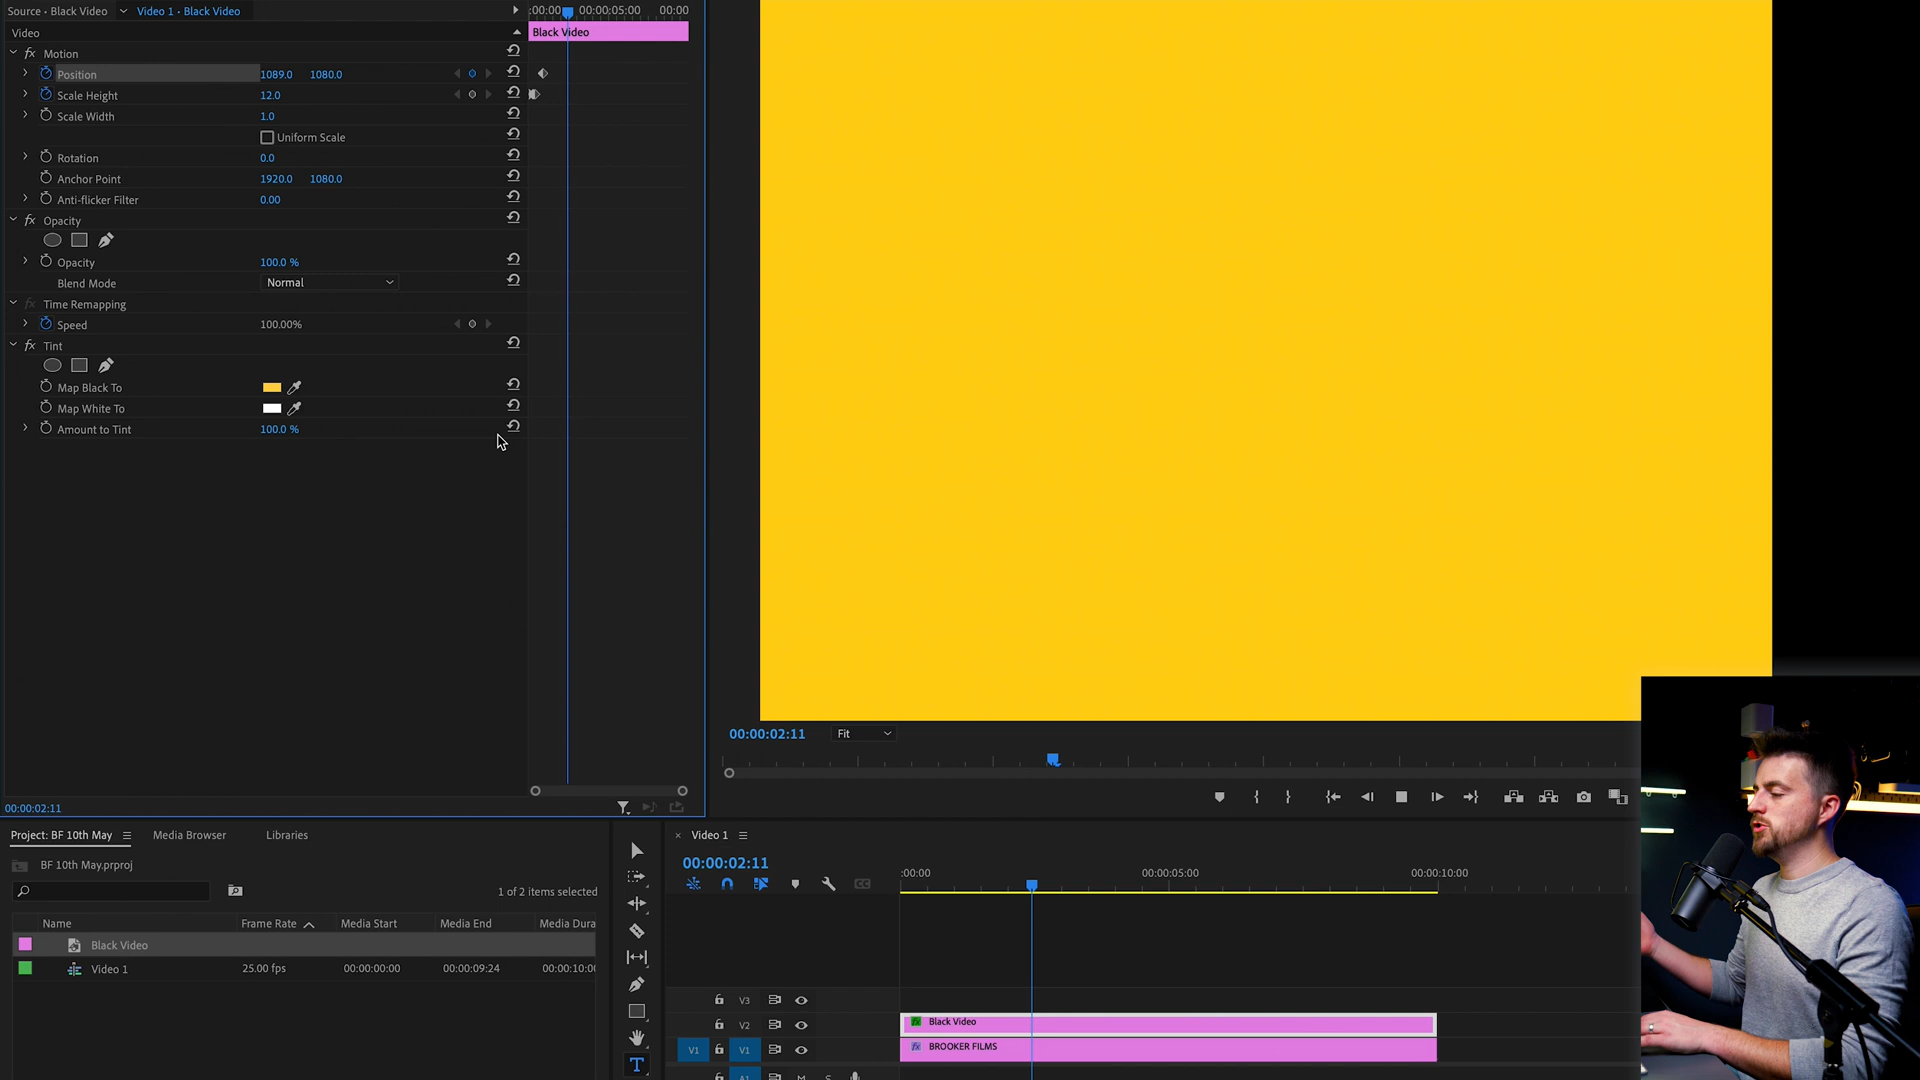 Source • Black Video
Video 1 • Black Video
:00:00
00:00:05:00
00:00
Video
Black Video
fx Motion
Position 1089.0 1080.0
Scale Height 12.0
Scale Width 1.0
Uniform Scale
Rotation 0.0
Anchor Point 1920.0 1080.0
Anti-flicker Filter 0.00
fx Opacity
Opacity 100.0 %
Blend Mode Normal
Time Remapping
Speed 100.00%
fx Tint
Map Black To
Map White To
Amount to Tint 100.0 %
00:00:02:11
00:00:02:11 Fit
Project: BF 10th May Media Browser Libraries
BF 10th May.prproj
1 of 2 items selected
Name Frame Rate Media Start Media End Media Dura
Black Video
Video 1 25.00 fps 00:00:00:00 00:00:09:24 00:00:10:0
T
× Video 1
00:00:02:11
:00:00 00:00:05:00 00:00:10:00
V3
V2 fx Black Video
V1 V1 fx BROOKER FILMS